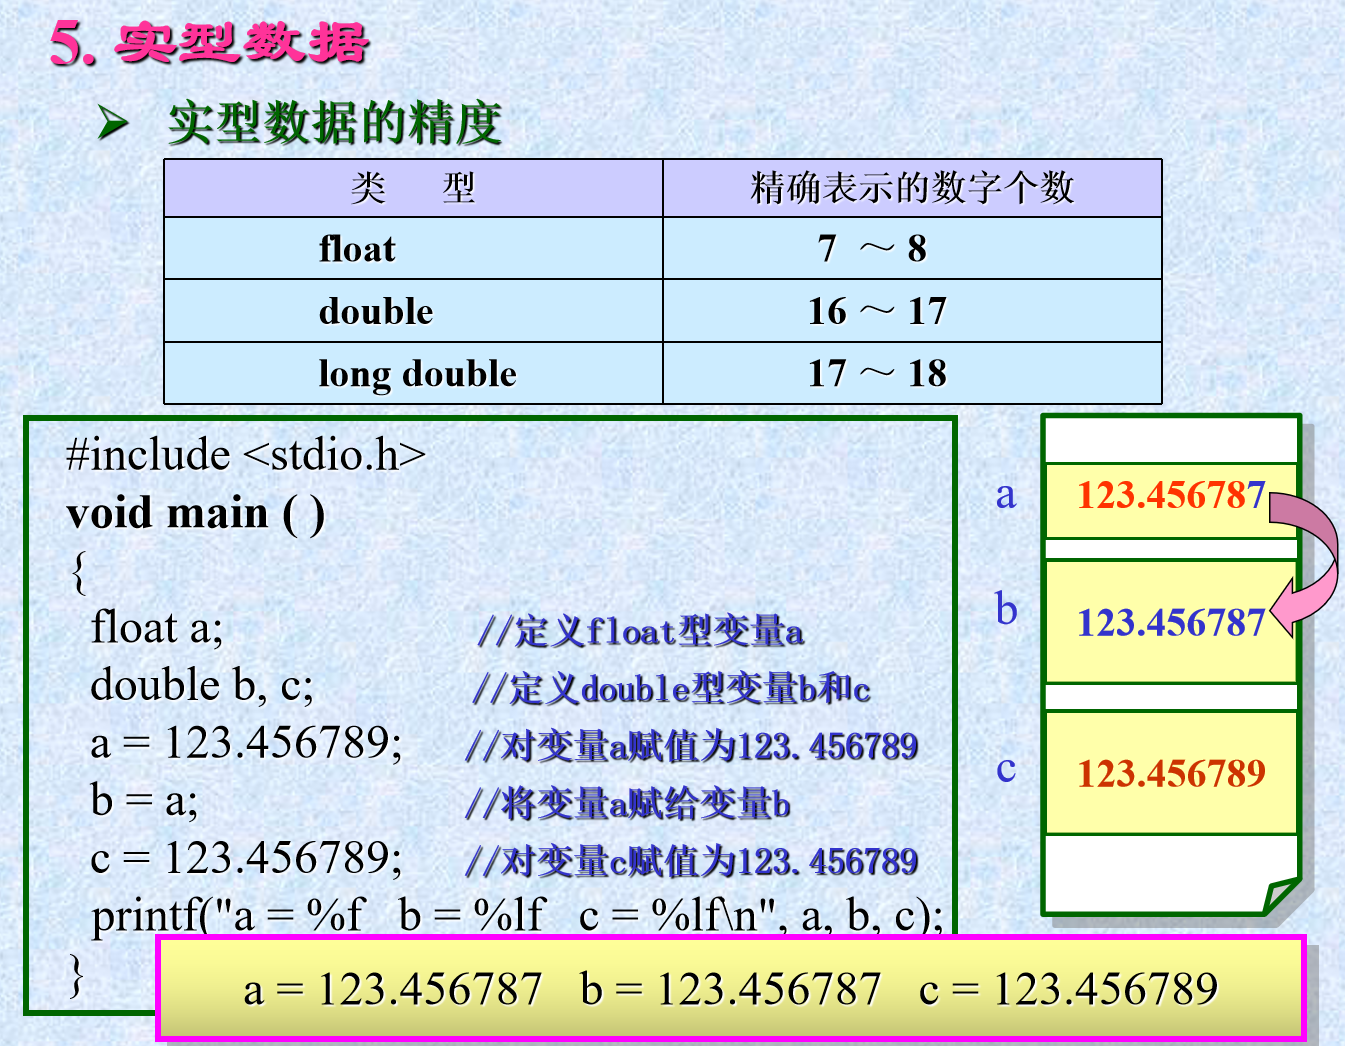 5. 实型数据
➢ 实型数据的精度
类 型 精确表示的数字个数
float 7 ～ 8
double 16 ～ 17
long double 17 ～ 18
#include <stdio.h>
void main ( )
{
float a; //定义float型变量a
double b, c; //定义double型变量b和c
a = 123.456789; //对变量a赋值为123.456789
b = a; //将变量a赋给变量b
c = 123.456789; //对变量c赋值为123.456789
printf("a = %f b = %lf c = %lf\n", a, b, c);
}
a 123.456787
b 123.456787
c 123.456789
a = 123.456787 b = 123.456787 c = 123.456789